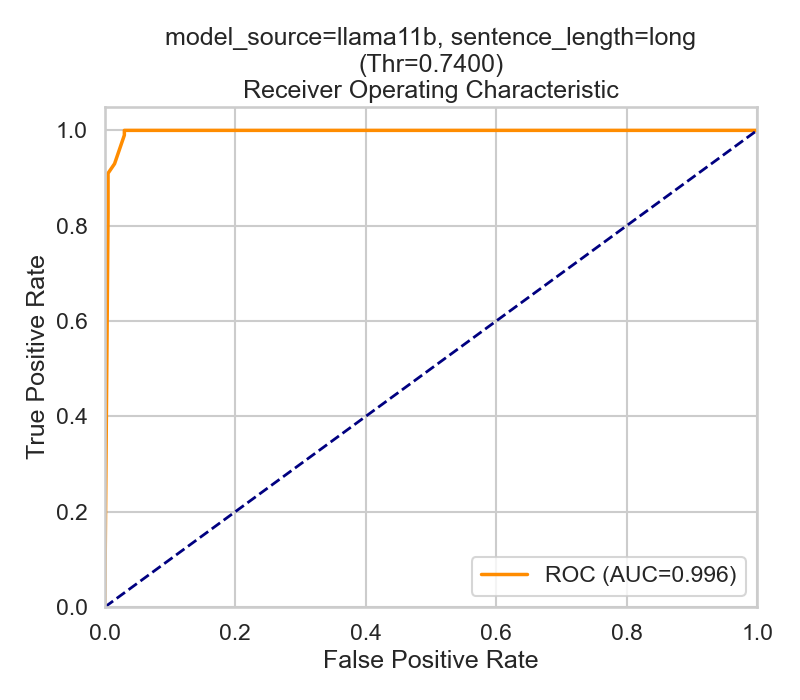 model_source=llama11b, sentence_length=long
(Thr=0.7400)
Receiver Operating Characteristic
1.0
0.8
0.6
0.4
0.2
0.0
True Positive Rate
ROC (AUC=0.996)
0.0 0.2 0.4 0.6 0.8 1.0
False Positive Rate